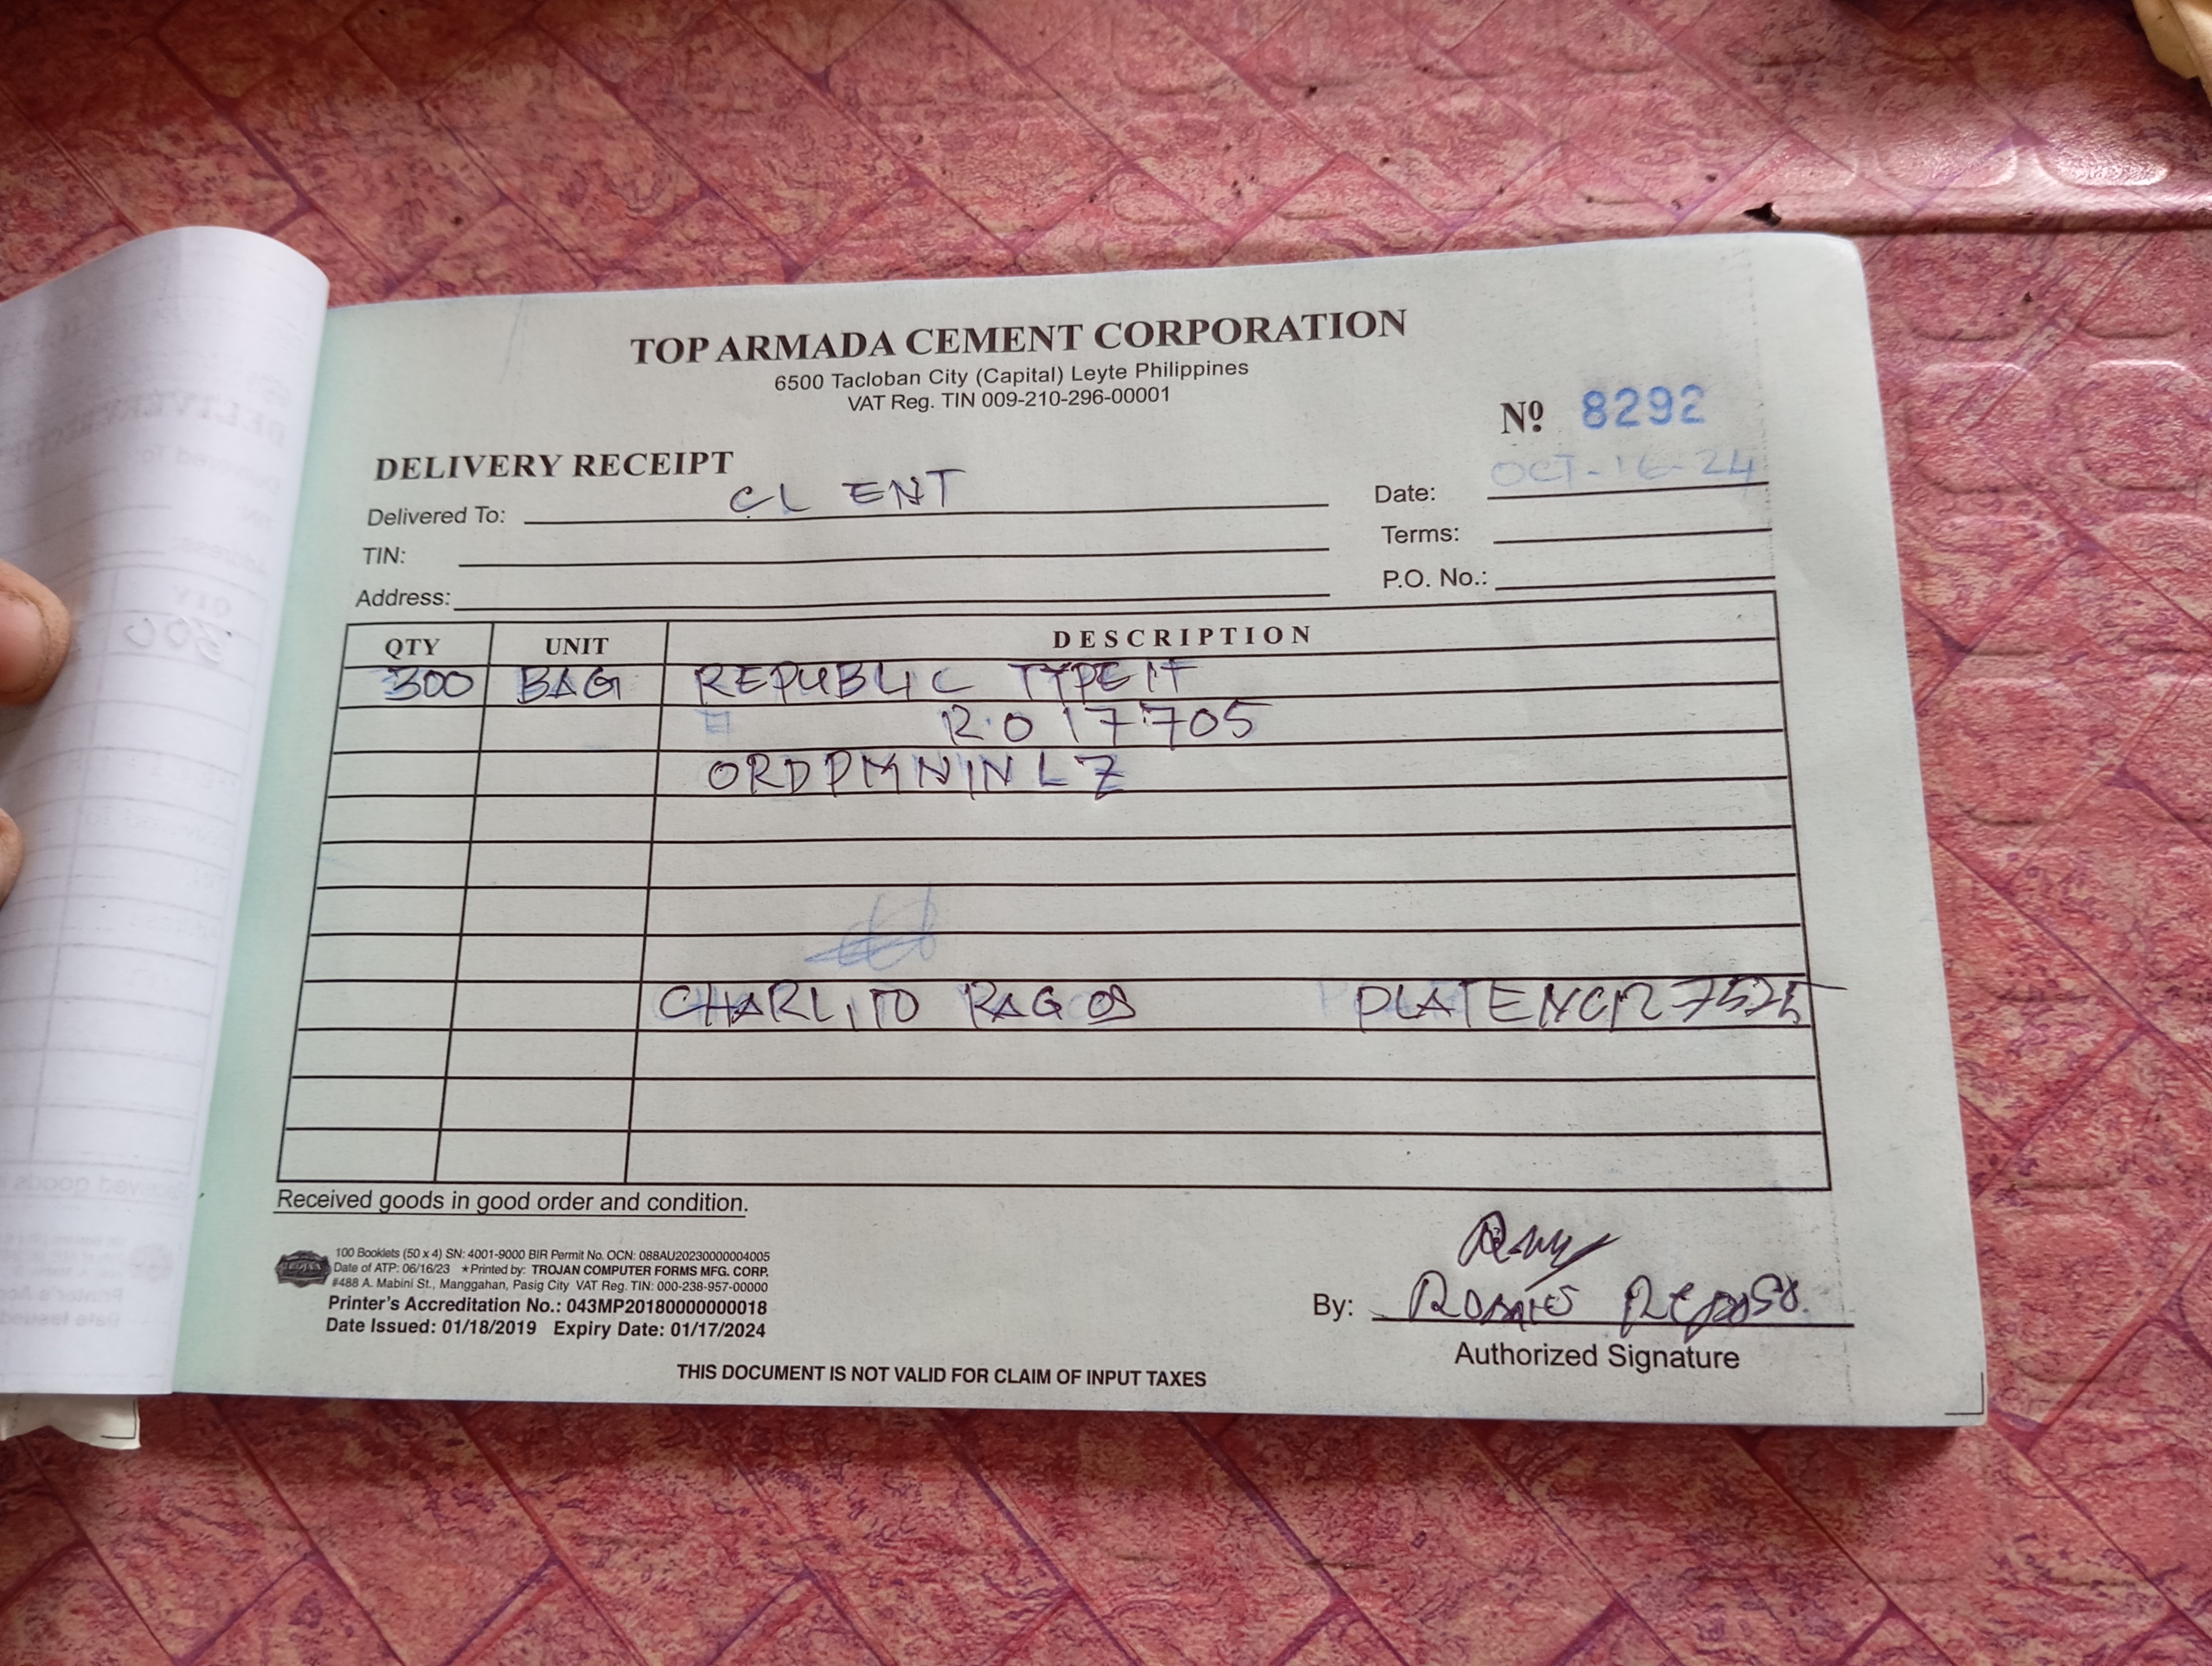 TOP ARMADA CEMENT CORPORATION
6500 Tacloban City (Capital) Leyte Philippines
VAT Reg. TIN 009-210-296-00001
Nº 8292
DELIVERY RECEIPT
Delivered To: CLIENT
Date: OCT-16-24
TIN:
Terms:
Address:
P.O. No.:
QTY UNIT DESCRIPTION
300 BAG REPUBLIC TYPE 1T
R.O 17705
ORDPMNINLZ
CHARLITO RAGOS PLATE NCR 7525
Received goods in good order and condition.
100 Booklets (50 x 4) SN: 4001-9000 BIR Permit No. OCN: 088AU20230000004005
Date of ATP: 06/16/23 ★Printed by: TROJAN COMPUTER FORMS MFG. CORP.
#488 A. Mabini St., Manggahan, Pasig City VAT Reg. TIN: 000-238-957-00000
Printer's Accreditation No.: 043MP20180000000018
Date Issued: 01/18/2019 Expiry Date: 01/17/2024
By:
Authorized Signature
THIS DOCUMENT IS NOT VALID FOR CLAIM OF INPUT TAXES